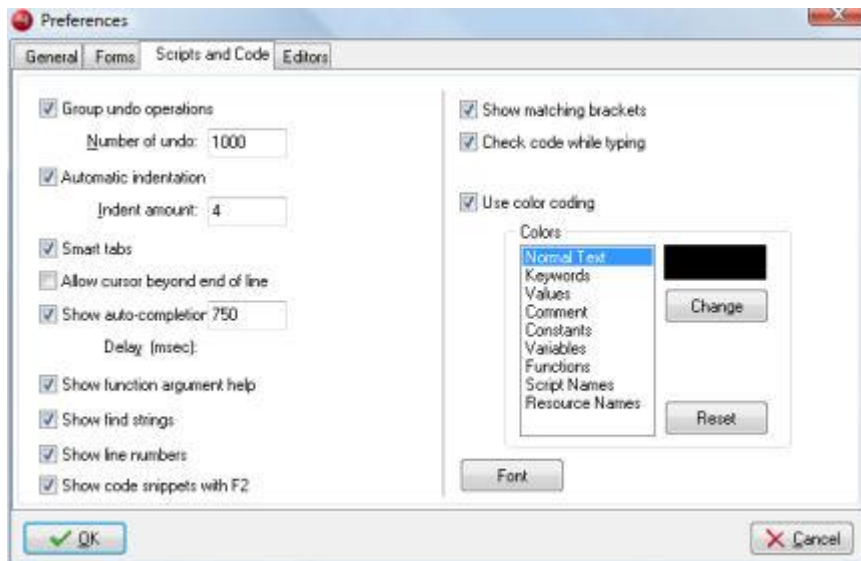 Preferences
General Forms Scripts and Code Editors
Group undo operations
Number of undo: 1000
Automatic indentation
Indent amount: 4
Smart tabs
Allow cursor beyond end of line
Show auto-completion 750
Delay (msec):
Show function argument help
Show find strings
Show line numbers
Show code snippets with F2
Show matching brackets
Check code while typing
Use color coding
Colors
Normal Text
Keywords
Values
Comment
Constants
Variables
Functions
Script Names
Resource Names
Change
Reset
Font
OK
Cancel